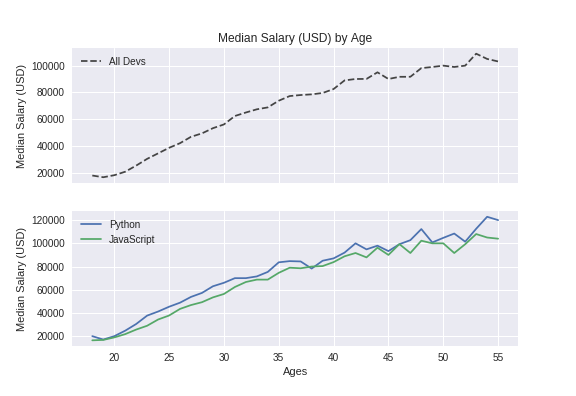 Median Salary (USD) by Age
Median Salary (USD)
100000
80000
60000
40000
20000
All Devs
Median Salary (USD)
120000
100000
80000
60000
40000
20000
Python
JavaScript
20 25 30 35 40 45 50 55
Ages